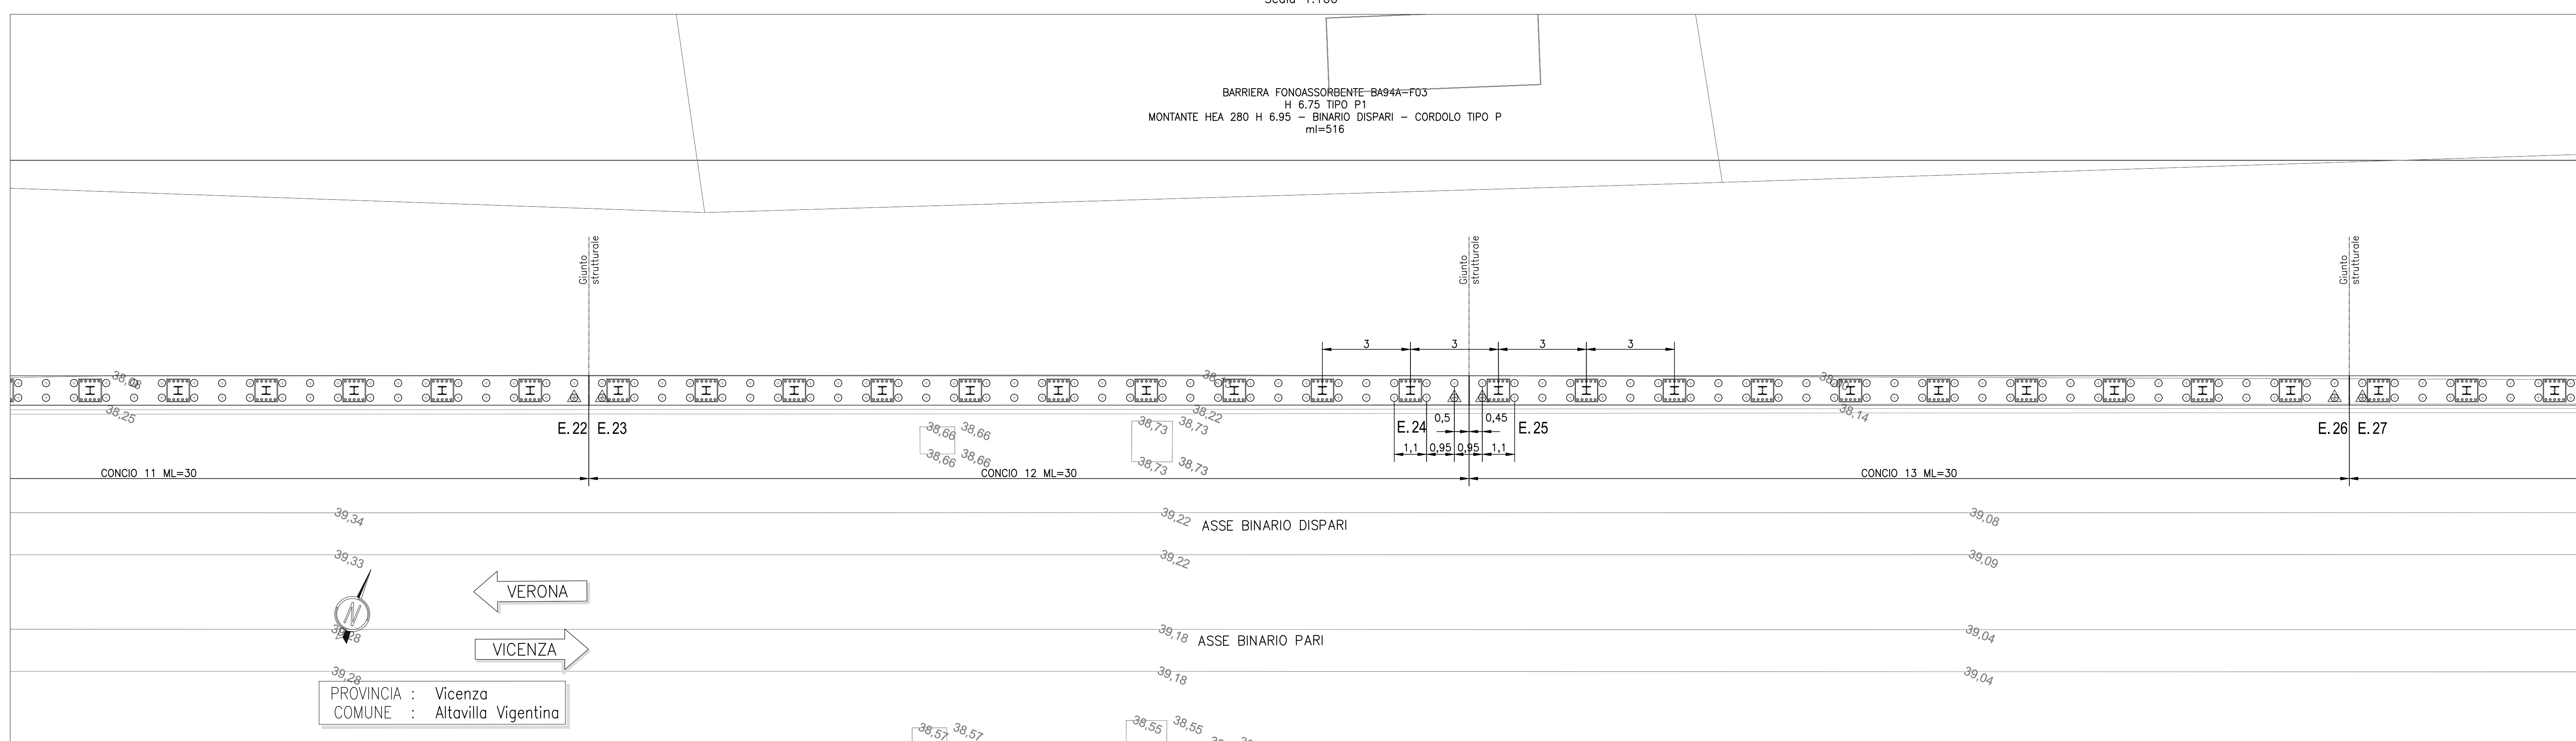 BARRIERA FONOASSORBENTE BA94A-F03
H 6.75 TIPO P1
MONTANTE HEA 280 H 6.95 - BINARIO DISPARI - CORDOLO TIPO P
ml=516
Giunto
strutturale
Giunto
strutturale
Giunto
strutturale
3 3 3 3
38,08
38,25 38,22 38,14
E.22 E.23 E.24 E.25 E.26 E.27
0,5 0,45
1,1 0,95 0,95 1,1
38,66 38,66 38,73 38,73
38,66 38,66 38,73 38,73
CONCIO 11 ML=30 CONCIO 12 ML=30 CONCIO 13 ML=30
39,34 39,22 ASSE BINARIO DISPARI 39,08
39,33 39,22 39,09
VERONA
N
39,28 39,18 ASSE BINARIO PARI 39,04
VICENZA
39,28 39,18 39,04
PROVINCIA : Vicenza
COMUNE : Altavilla Vigentina
38,57 38,57 38,55 38,55